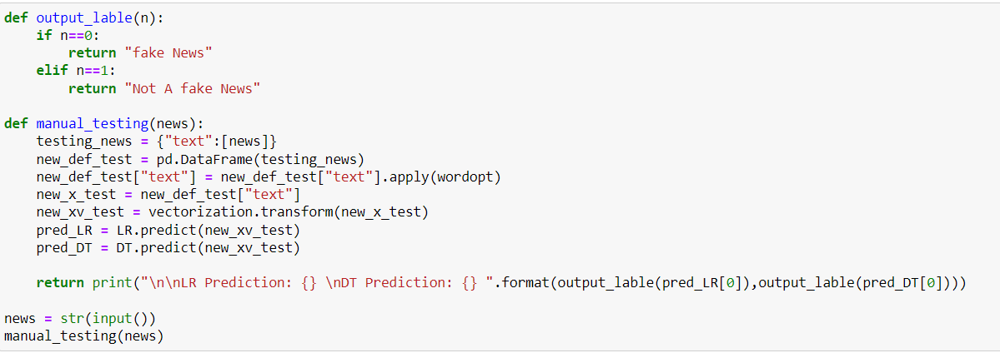 def output_lable(n):
    if n==0:
        return "fake News"
    elif n==1:
        return "Not A fake News"

def manual_testing(news):
    testing_news = {"text":[news]}
    new_def_test = pd.DataFrame(testing_news)
    new_def_test["text"] = new_def_test["text"].apply(wordopt)
    new_x_test = new_def_test["text"]
    new_xv_test = vectorization.transform(new_x_test)
    pred_LR = LR.predict(new_xv_test)
    pred_DT = DT.predict(new_xv_test)

    return print("\n\nLR Prediction: {} \nDT Prediction: {} ".format(output_lable(pred_LR[0]),output_lable(pred_DT[0])))

news = str(input())
manual_testing(news)